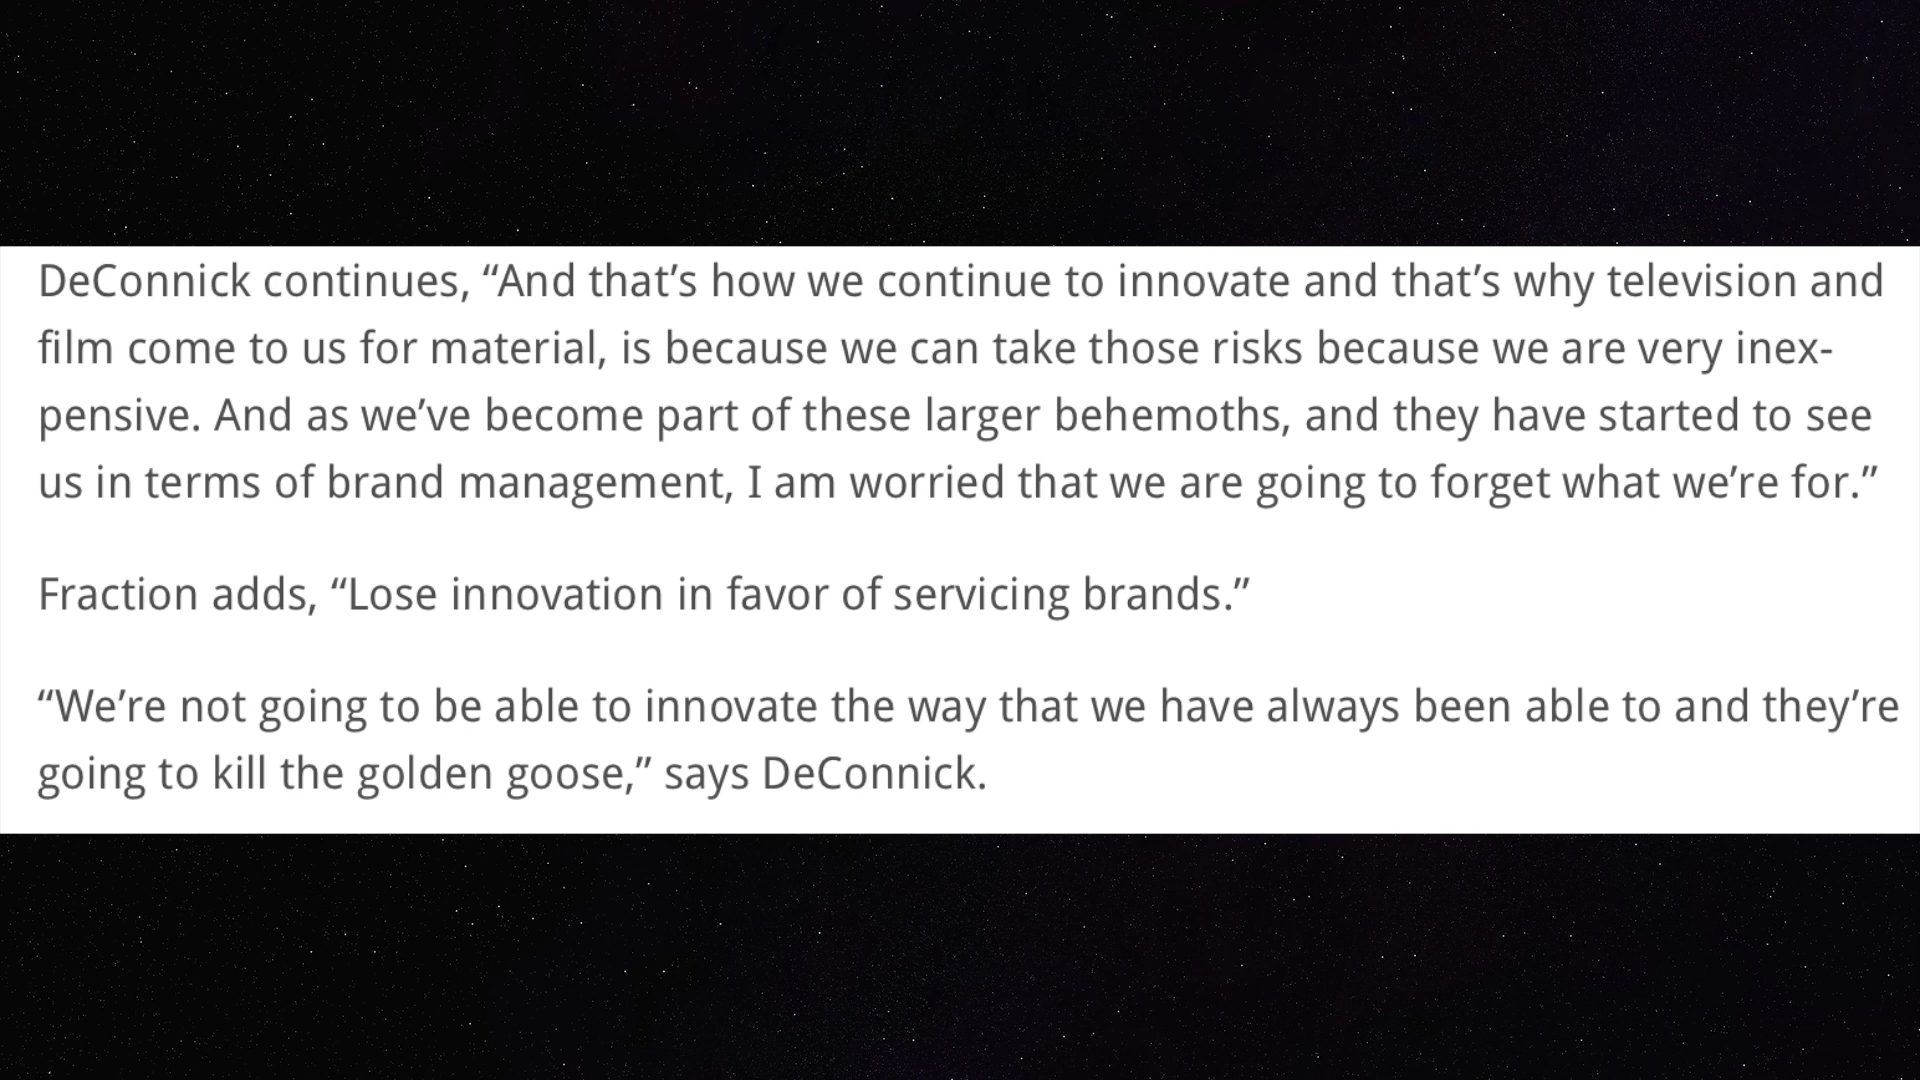 DeConnick continues, “And that’s how we continue to innovate and that’s why television and
film come to us for material, is because we can take those risks because we are very inex-
pensive. And as we’ve become part of these larger behemoths, and they have started to see
us in terms of brand management, I am worried that we are going to forget what we’re for.”
Fraction adds, “Lose innovation in favor of servicing brands.”
“We’re not going to be able to innovate the way that we have always been able to and they’re
going to kill the golden goose,” says DeConnick.